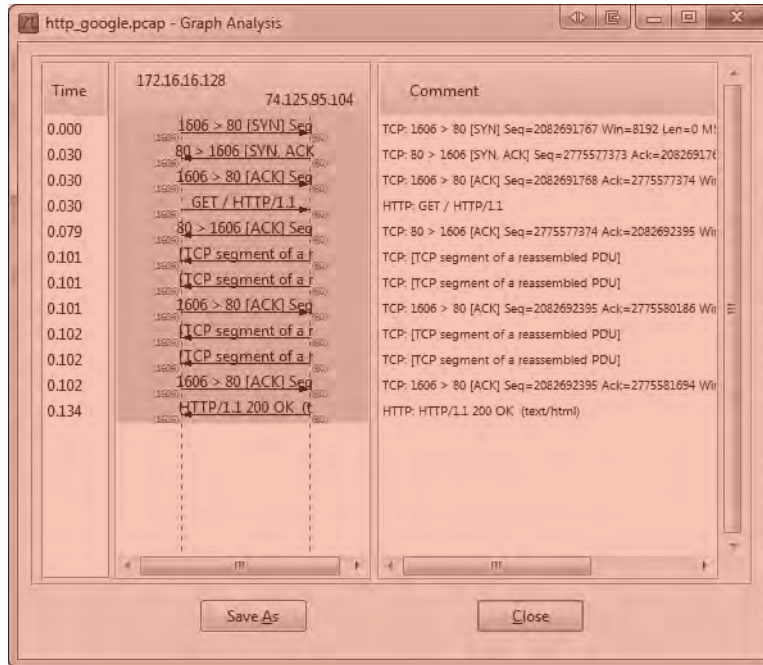 http_google.pcap - Graph Analysis
Time
172.16.16.128
74.125.95.104
Comment
0.000 1606 > 80 [SYN] Seq TCP: 1606 > 80 [SYN] Seq=2082691767 Win=8192 Len=0 M
0.030 80 > 1606 [SYN, ACK TCP: 80 > 1606 [SYN, ACK] Seq=2775577373 Ack=208269176
0.030 1606 > 80 [ACK] Seq TCP: 1606 > 80 [ACK] Seq=2082691768 Ack=2775577374 Wi
0.030 GET / HTTP/1.1 HTTP: GET / HTTP/1.1
0.079 80 > 1606 [ACK] Seq TCP: 80 > 1606 [ACK] Seq=2775577374 Ack=2082692395 Wi
0.101 [TCP segment of a r TCP: [TCP segment of a reassembled PDU]
0.101 [TCP segment of a r TCP: [TCP segment of a reassembled PDU]
0.101 1606 > 80 [ACK] Seq TCP: 1606 > 80 [ACK] Seq=2082692395 Ack=2775580186 Wi
0.102 [TCP segment of a r TCP: [TCP segment of a reassembled PDU]
0.102 [TCP segment of a r TCP: [TCP segment of a reassembled PDU]
0.102 1606 > 80 [ACK] Seq TCP: 1606 > 80 [ACK] Seq=2082692395 Ack=2775581694 Wi
0.134 HTTP/1.1 200 OK (t HTTP: HTTP/1.1 200 OK (text/html)
Save As
Close